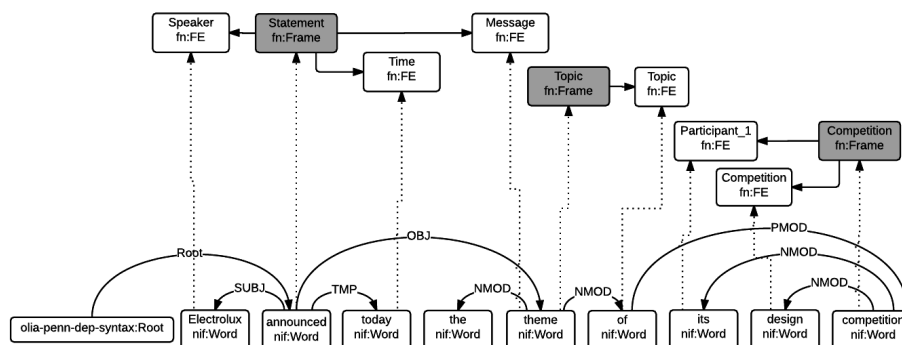 Speaker
fn:FE
Statement
fn:Frame
Message
fn:FE
Time
fn:FE
Topic
fn:Frame
Topic
fn:FE
Participant_1
fn:FE
Competition
fn:Frame
Competition
fn:FE
Root
SUBJ
TMP
OBJ
NMOD
NMOD
PMOD
NMOD
NMOD
olia-penn-dep-syntax:Root
Electrolux
nif:Word
announced
nif:Word
today
nif:Word
the
nif:Word
theme
nif:Word
of
nif:Word
its
nif:Word
design
nif:Word
competition
nif:Word